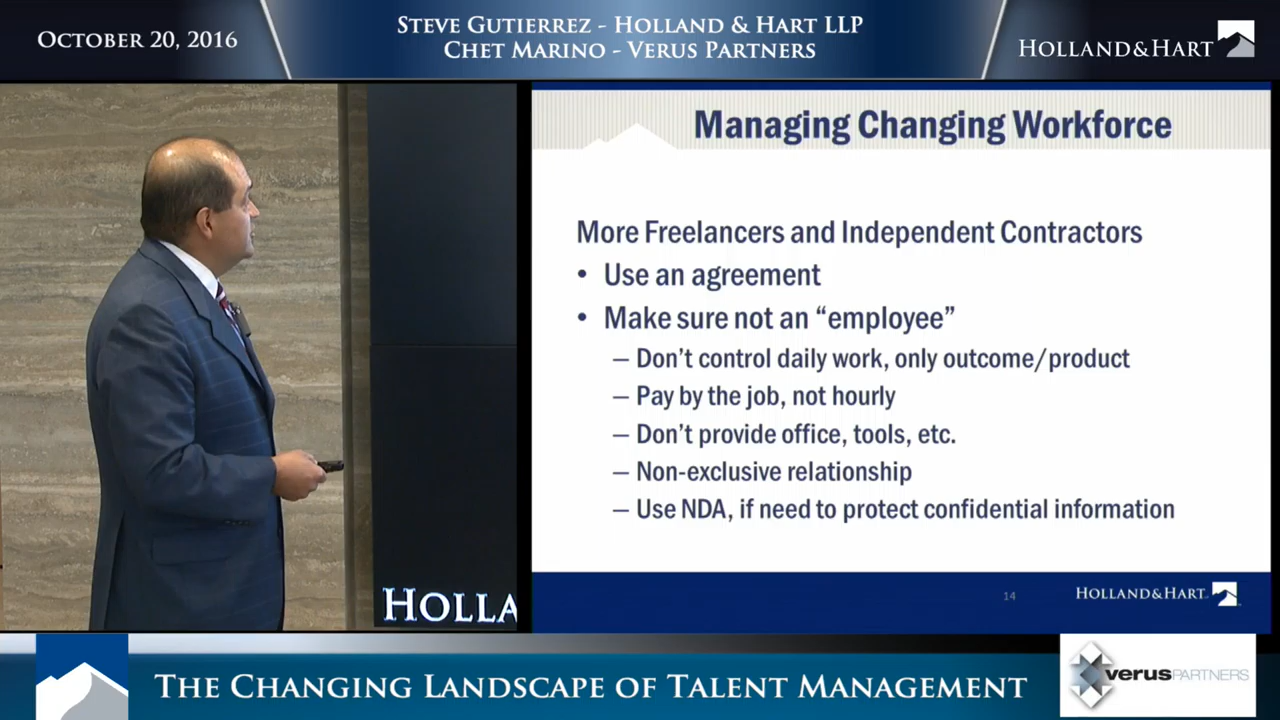 OCTOBER 20, 2016
STEVE GUTIERREZ - HOLLAND & HART LLP
CHET MARINO - VERUS PARTNERS
HOLLAND&HART
Managing Changing Workforce
More Freelancers and Independent Contractors
• Use an agreement
• Make sure not an “employee”
– Don’t control daily work, only outcome/product
– Pay by the job, not hourly
– Don’t provide office, tools, etc.
– Non-exclusive relationship
– Use NDA, if need to protect confidential information
HOLLA
14
HOLLAND&HART
THE CHANGING LANDSCAPE OF TALENT MANAGEMENT
verusPARTNERS